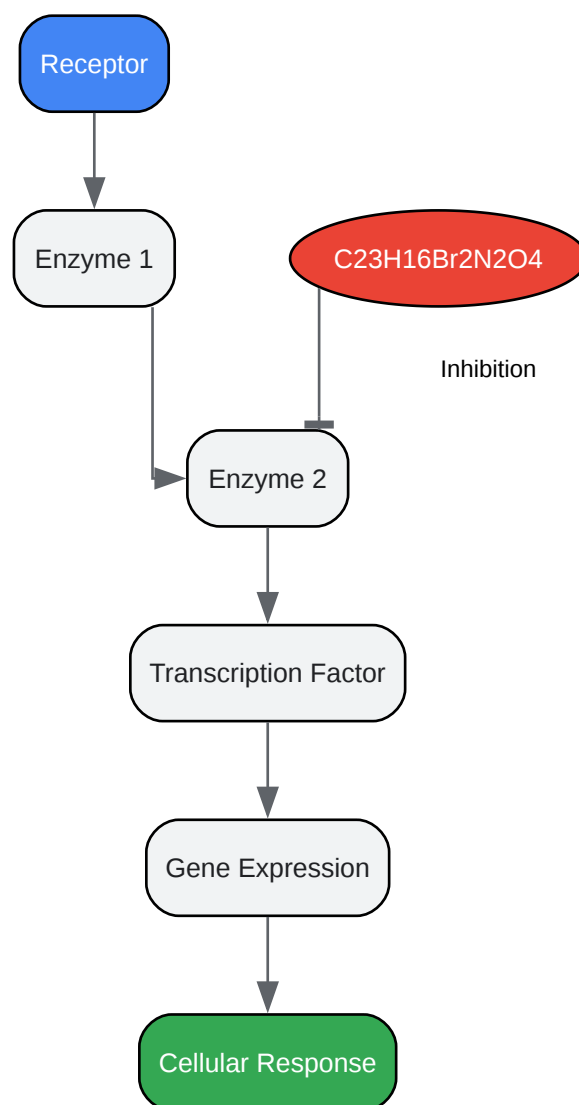 Receptor
Enzyme 1
C23H16Br2N2O4
Inhibition
Enzyme 2
Transcription Factor
Gene Expression
Cellular Response